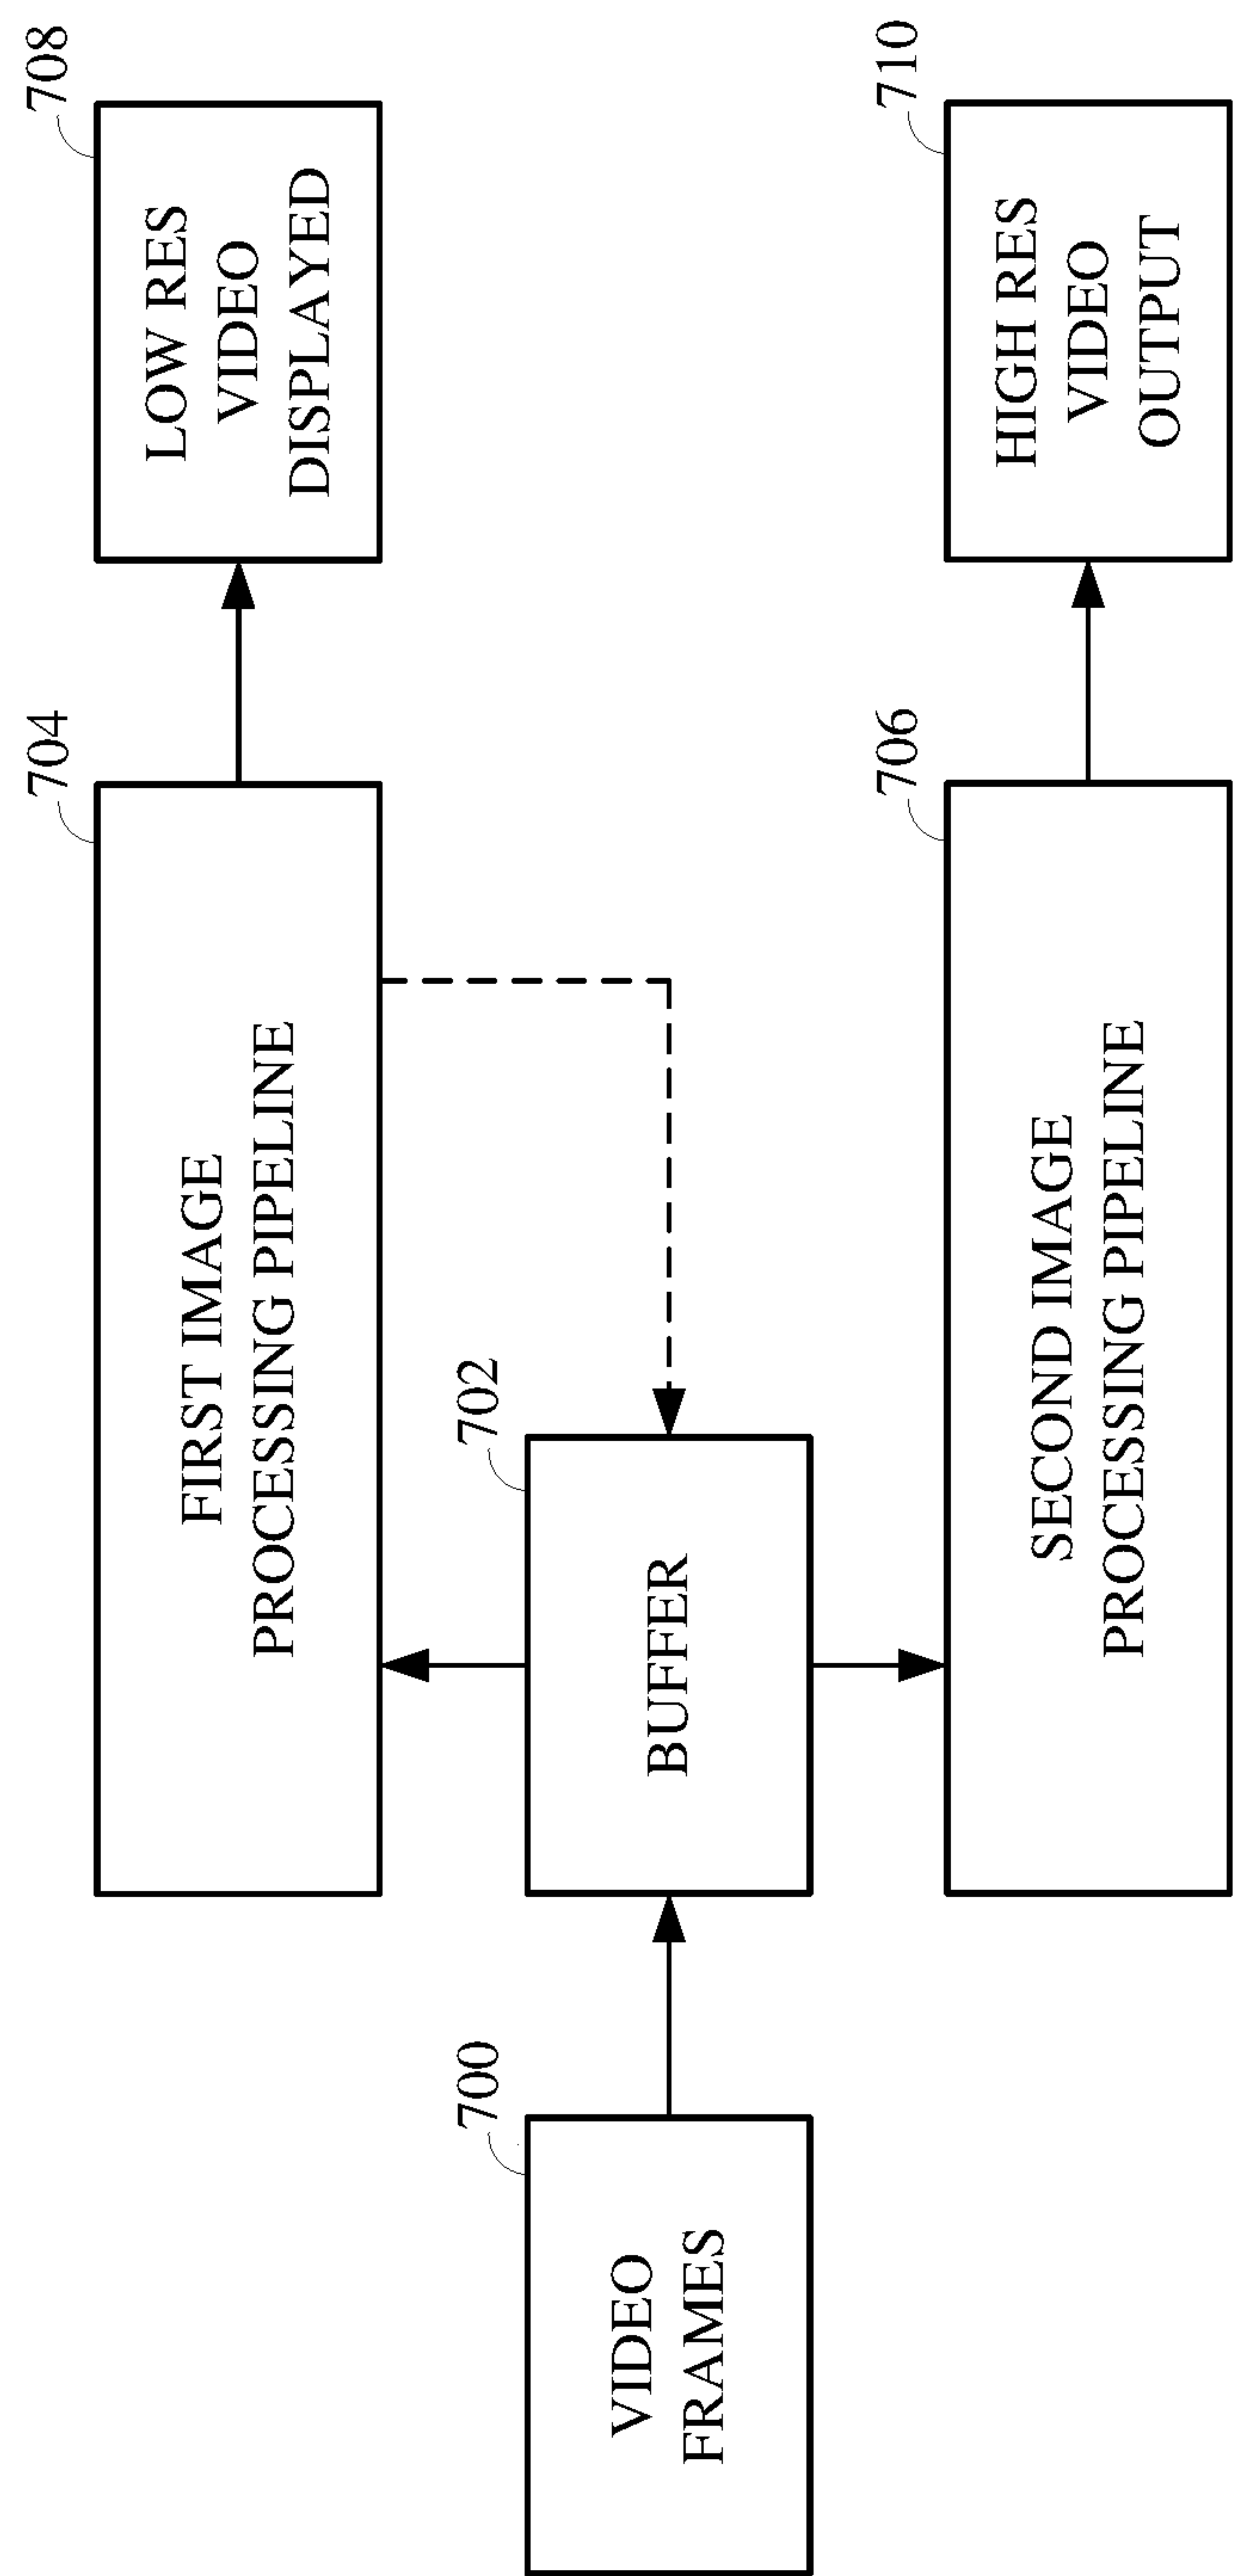 704
FIRST IMAGE
PROCESSING PIPELINE
708
LOW RES
VIDEO
DISPLAYED
700
VIDEO
FRAMES
702
BUFFER
706
SECOND IMAGE
PROCESSING PIPELINE
710
HIGH RES
VIDEO
OUTPUT